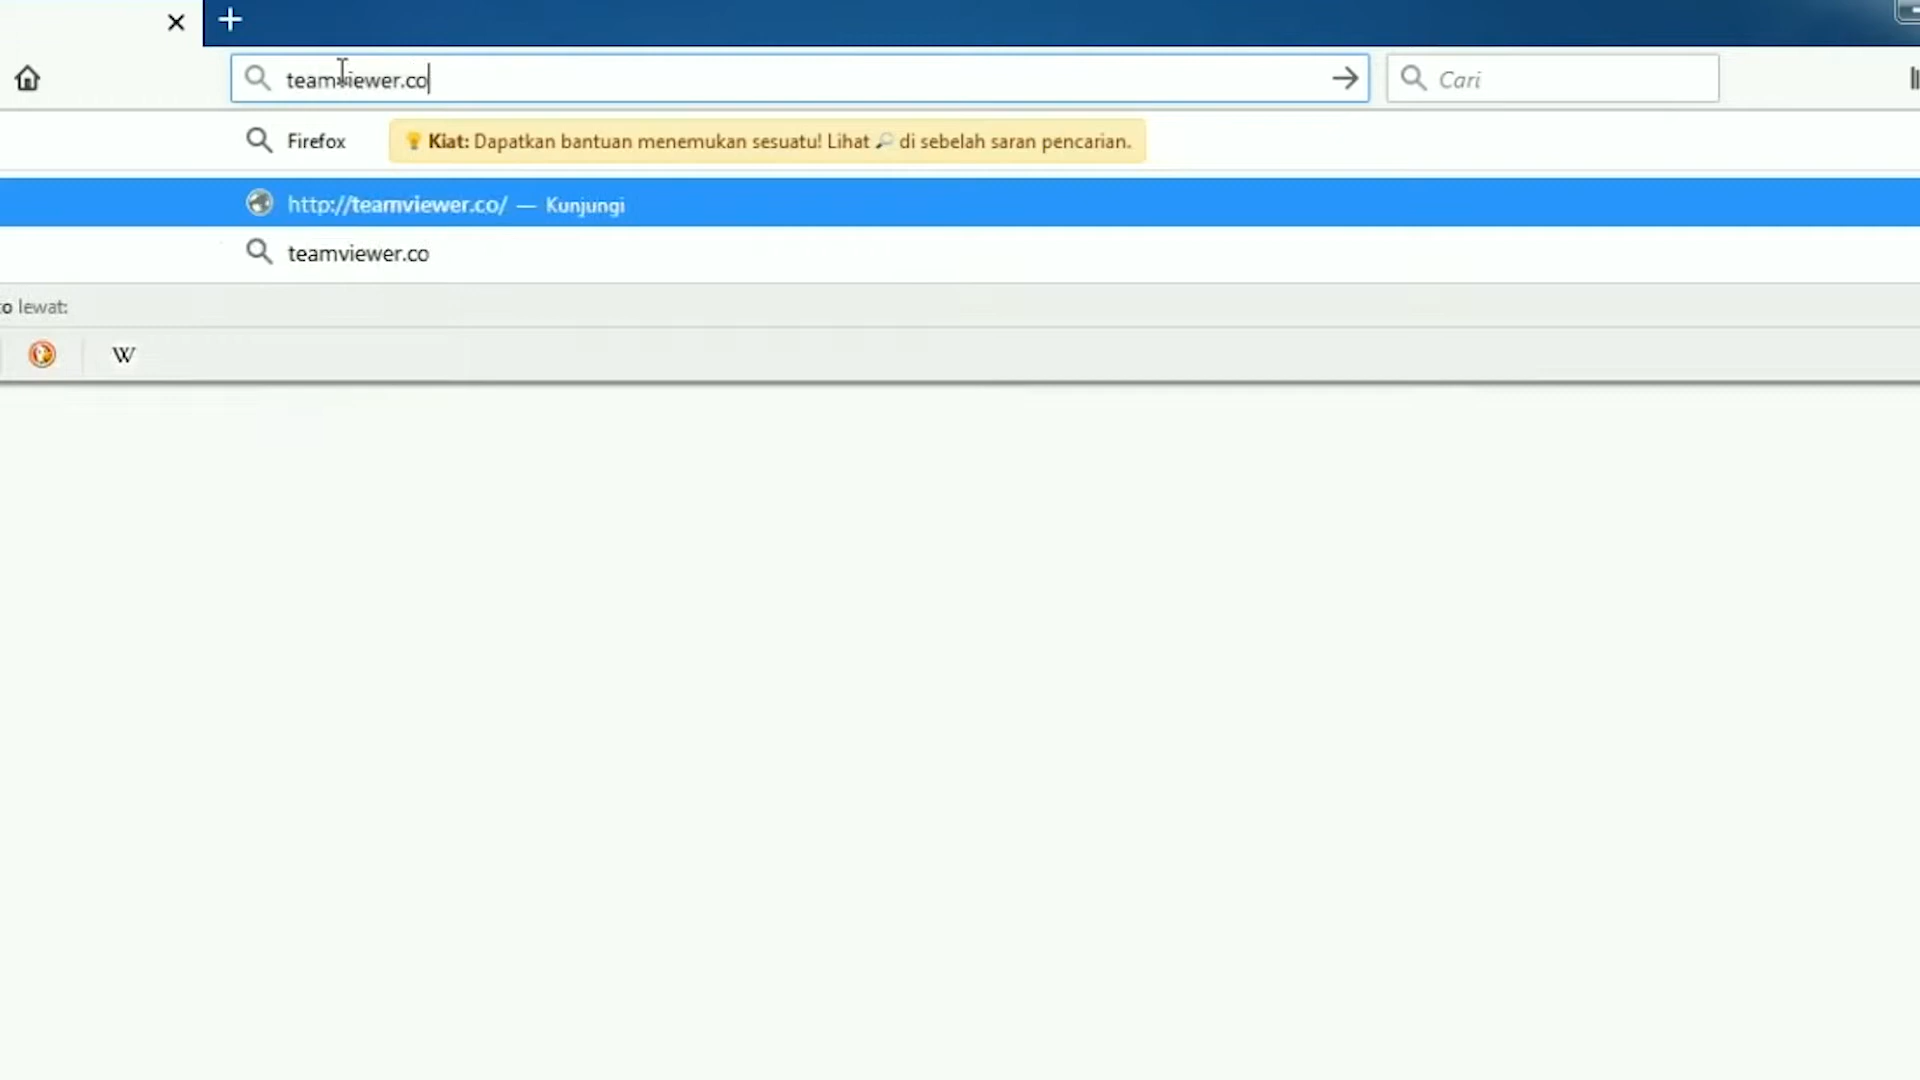 teamviewer.co
Cari
Firefox
Kiat: Dapatkan bantuan menemukan sesuatu! Lihat 🔎 di sebelah saran pencarian.
http://teamviewer.co/ — Kunjungi
teamviewer.co
o lewat:
W